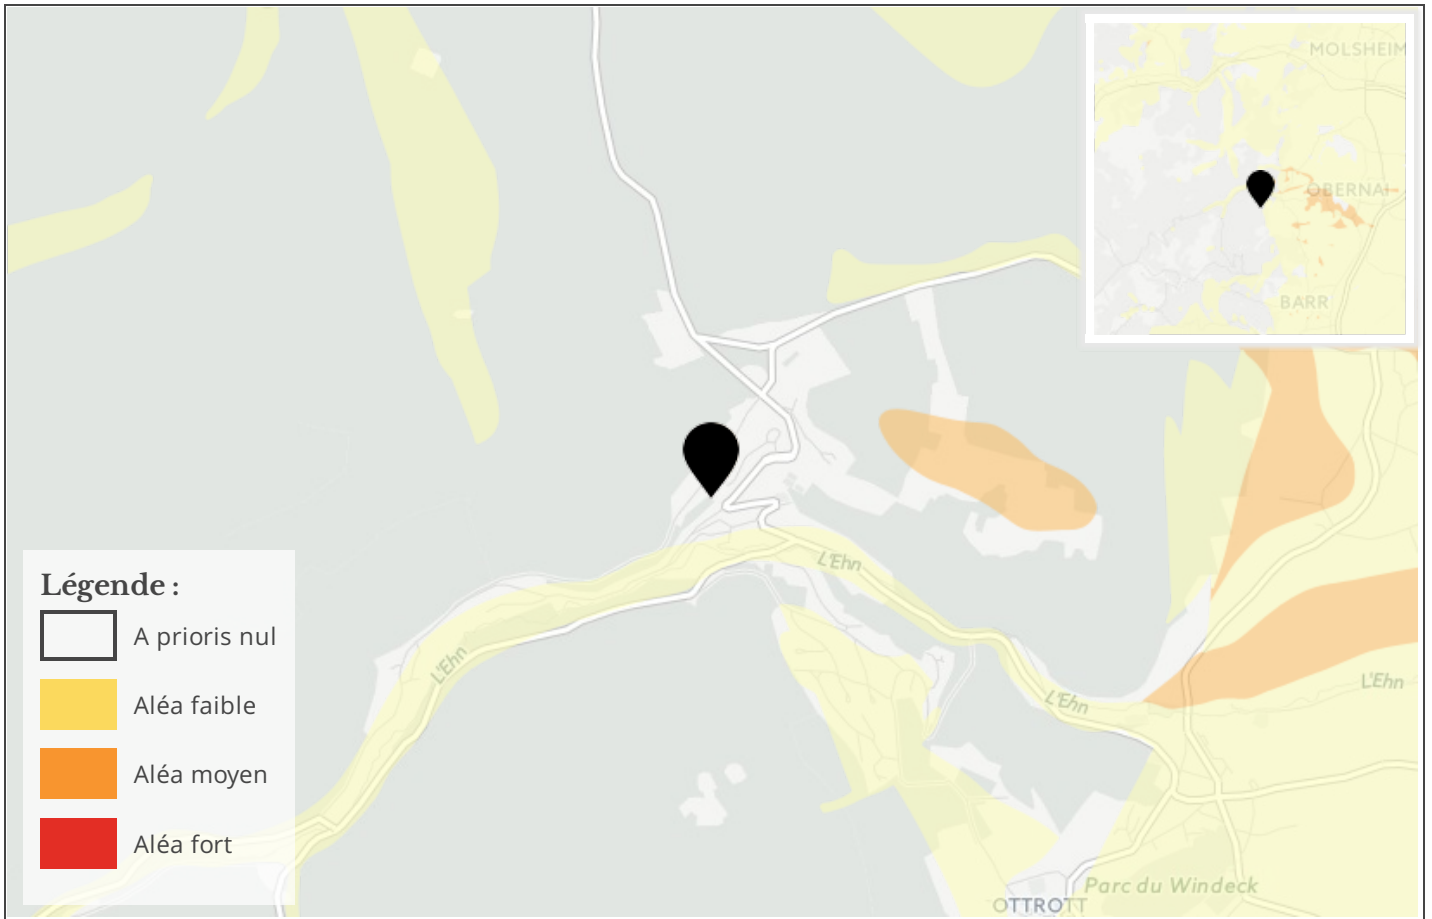 MOLSHEIM
OBERNAI
BARR
L'Ehn
L'Ehn
L'Ehn
L'Ehn
Légende :
A prioris nul
Aléa faible
Aléa moyen
Aléa fort
Parc du Windeck
OTTROTT